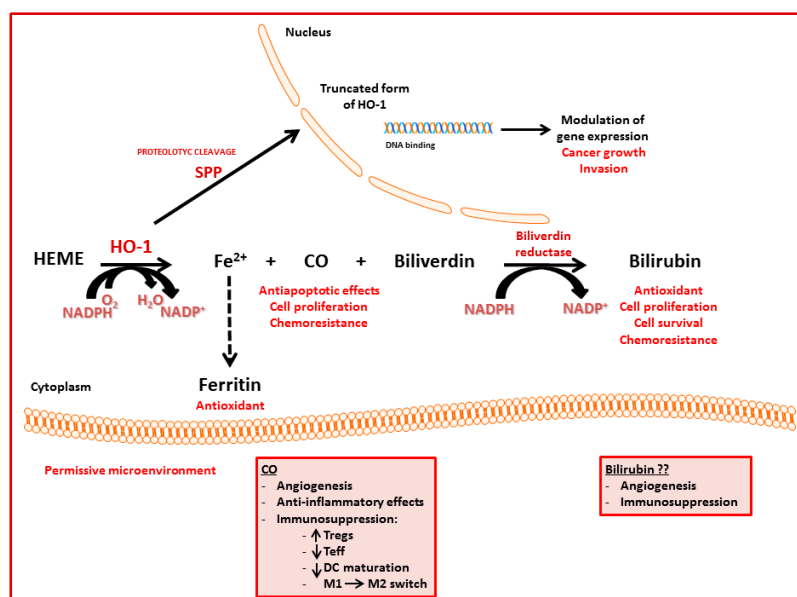 Nucleus
Truncated form
of HO-1
DNA binding
Modulation of
gene expression
Cancer growth
Invasion
PROTEOLOTYC CLEAVAGE
SPP
HEME
HO-1
NADPH
O₂
H₂O
NADP⁺
Fe²⁺ + CO + Biliverdin
Antiapoptotic effects
Cell proliferation
Chemoresistance
Biliverdin
reductase
NADPH
NADP⁺
Bilirubin
Antioxidant
Cell proliferation
Cell survival
Chemoresistance
Cytoplasm
Ferritin
Antioxidant
Permissive microenvironment
CO
- Angiogenesis
- Anti-inflammatory effects
- Immunosuppression:
- ↑ Tregs
- ↓ Teff
- ↓ DC maturation
- M1 → M2 switch
Bilirubin ??
- Angiogenesis
- Immunosuppression